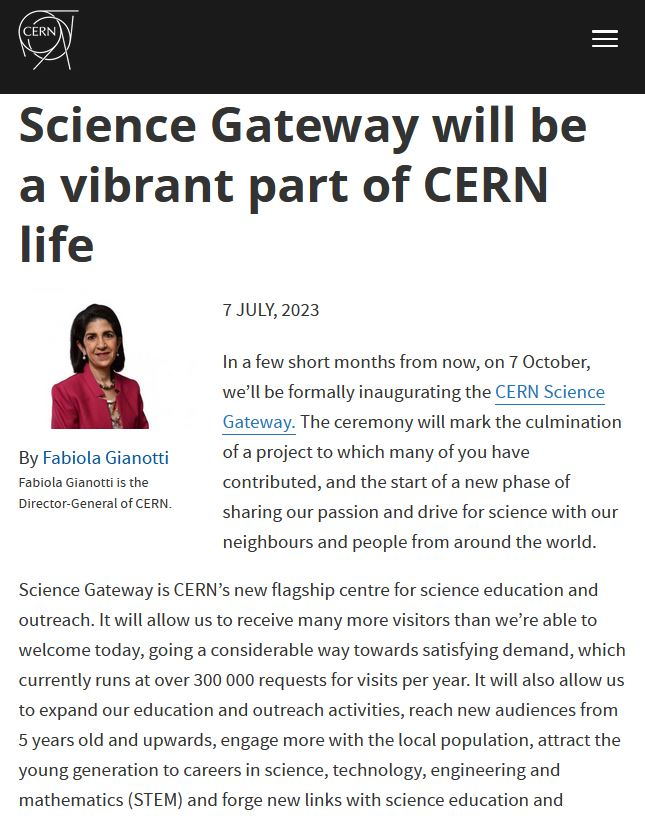 CERN
Science Gateway will be
a vibrant part of CERN
life
7 JULY, 2023
In a few short months from now, on 7 October,
we’ll be formally inaugurating the CERN Science
Gateway. The ceremony will mark the culmination
of a project to which many of you have
contributed, and the start of a new phase of
sharing our passion and drive for science with our
neighbours and people from around the world.
By Fabiola Gianotti
Fabiola Gianotti is the
Director-General of CERN.
Science Gateway is CERN’s new flagship centre for science education and
outreach. It will allow us to receive many more visitors than we’re able to
welcome today, going a considerable way towards satisfying demand, which
currently runs at over 300 000 requests for visits per year. It will also allow us
to expand our education and outreach activities, reach new audiences from
5 years old and upwards, engage more with the local population, attract the
young generation to careers in science, technology, engineering and
mathematics (STEM) and forge new links with science education and